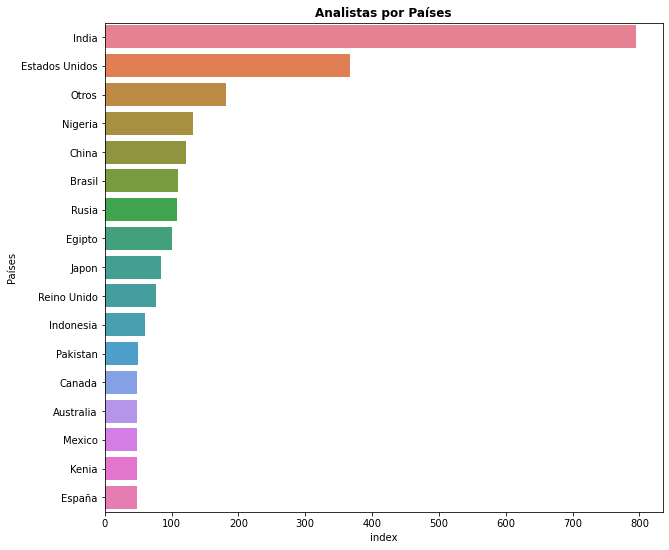 Analistas por Países
India
Estados Unidos
Otros
Nigeria
China
Brasil
Rusia
Egipto
Japon
Reino Unido
Indonesia
Pakistan
Canada
Australia
Mexico
Kenia
España
Países
0 100 200 300 400 500 600 700 800
index